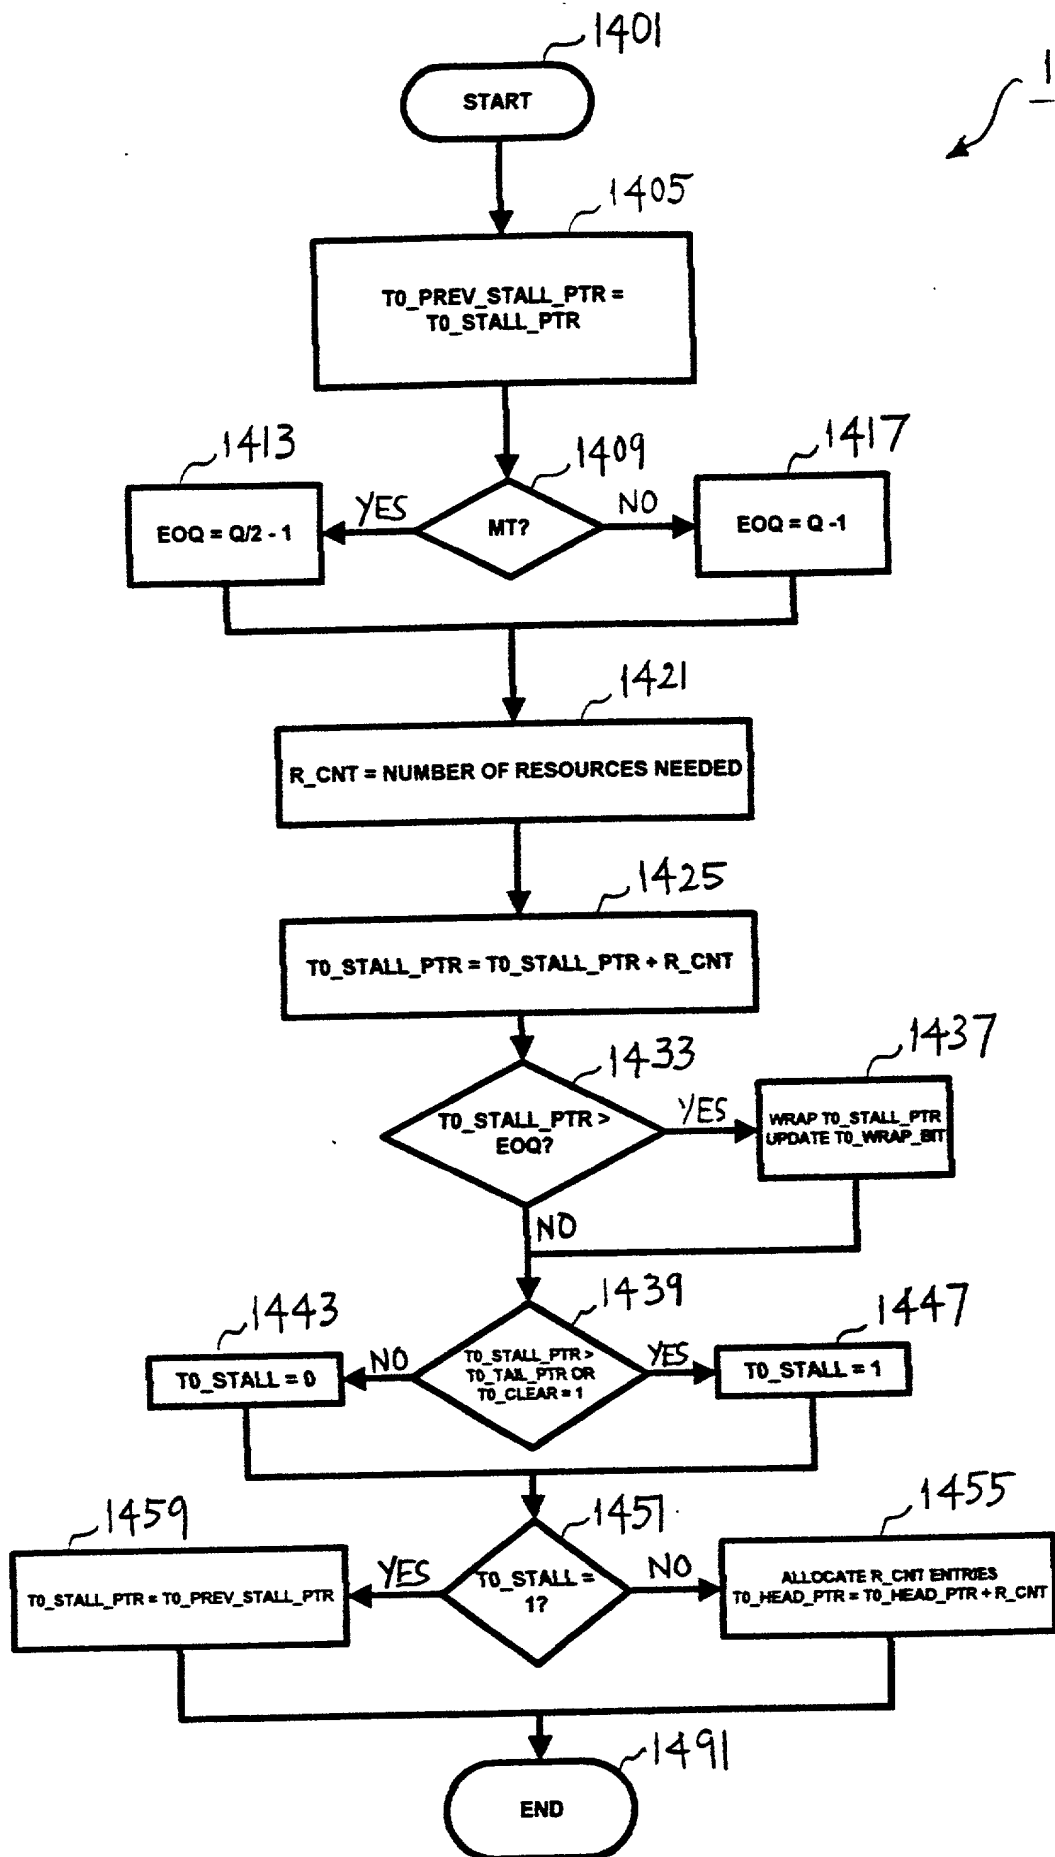 1401
START
1
1405
T0_PREV_STALL_PTR =
T0_STALL_PTR
1413
1409
1417
EOQ = Q/2 - 1
YES
MT?
NO
EOQ = Q -1
1421
R_CNT = NUMBER OF RESOURCES NEEDED
1425
T0_STALL_PTR = T0_STALL_PTR + R_CNT
1433
1437
T0_STALL_PTR >
EOQ?
YES
WRAP T0_STALL_PTR
UPDATE T0_WRAP_BIT
NO
1443
1439
1447
T0_STALL = 0
NO
T0_STALL_PTR >
T0_TAIL_PTR OR
T0_CLEAR = 1
YES
T0_STALL = 1
1459
1451
1455
T0_STALL_PTR = T0_PREV_STALL_PTR
YES
T0_STALL =
1?
NO
ALLOCATE R_CNT ENTRIES
T0_HEAD_PTR = T0_HEAD_PTR + R_CNT
1491
END